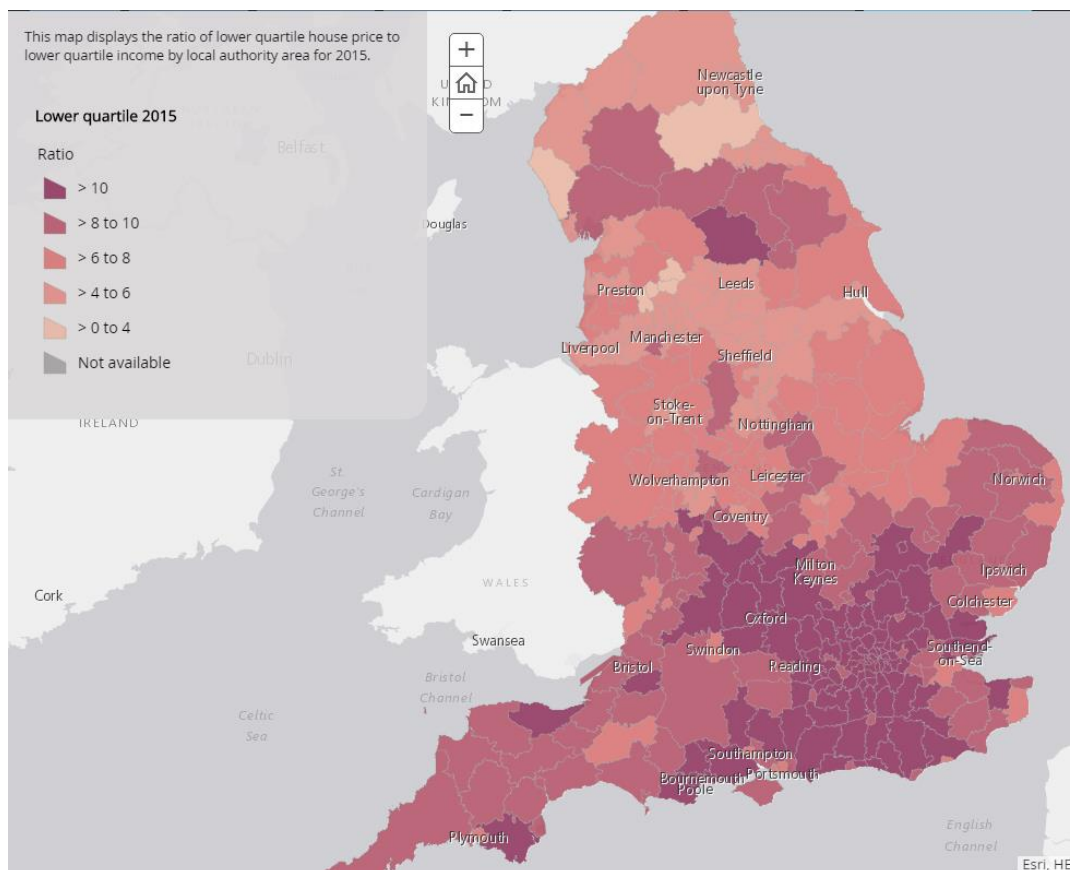 This map displays the ratio of lower quartile house price to
lower quartile income by local authority area for 2015.
Lower quartile 2015
Ratio
> 10
> 8 to 10
> 6 to 8
> 4 to 6
> 0 to 4
Not available
+
−
UNITED
KINGDOM
Newcastle
upon Tyne
Belfast
Douglas
Preston
Leeds
Hull
Manchester
Liverpool
Sheffield
Dublin
IRELAND
Stoke-
on-Trent
Nottingham
Wolverhampton
Leicester
Norwich
St.
George's
Channel
Cardigan
Bay
Coventry
WALES
Milton
Keynes
Ipswich
Cork
Colchester
Oxford
Swansea
Swindon
Southend-
on-Sea
Bristol
Reading
Bristol
Channel
Celtic
Sea
Southampton
Bournemouth
Portsmouth
Poole
Plymouth
English
Channel
Esri, HE